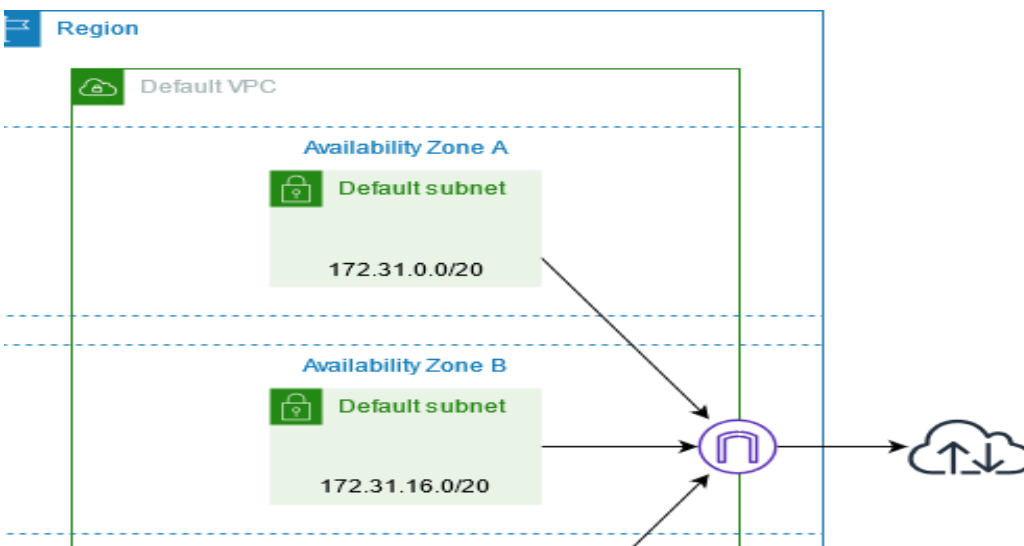 Region
Default VPC
Availability Zone A
Default subnet
172.31.0.0/20
Availability Zone B
Default subnet
172.31.16.0/20